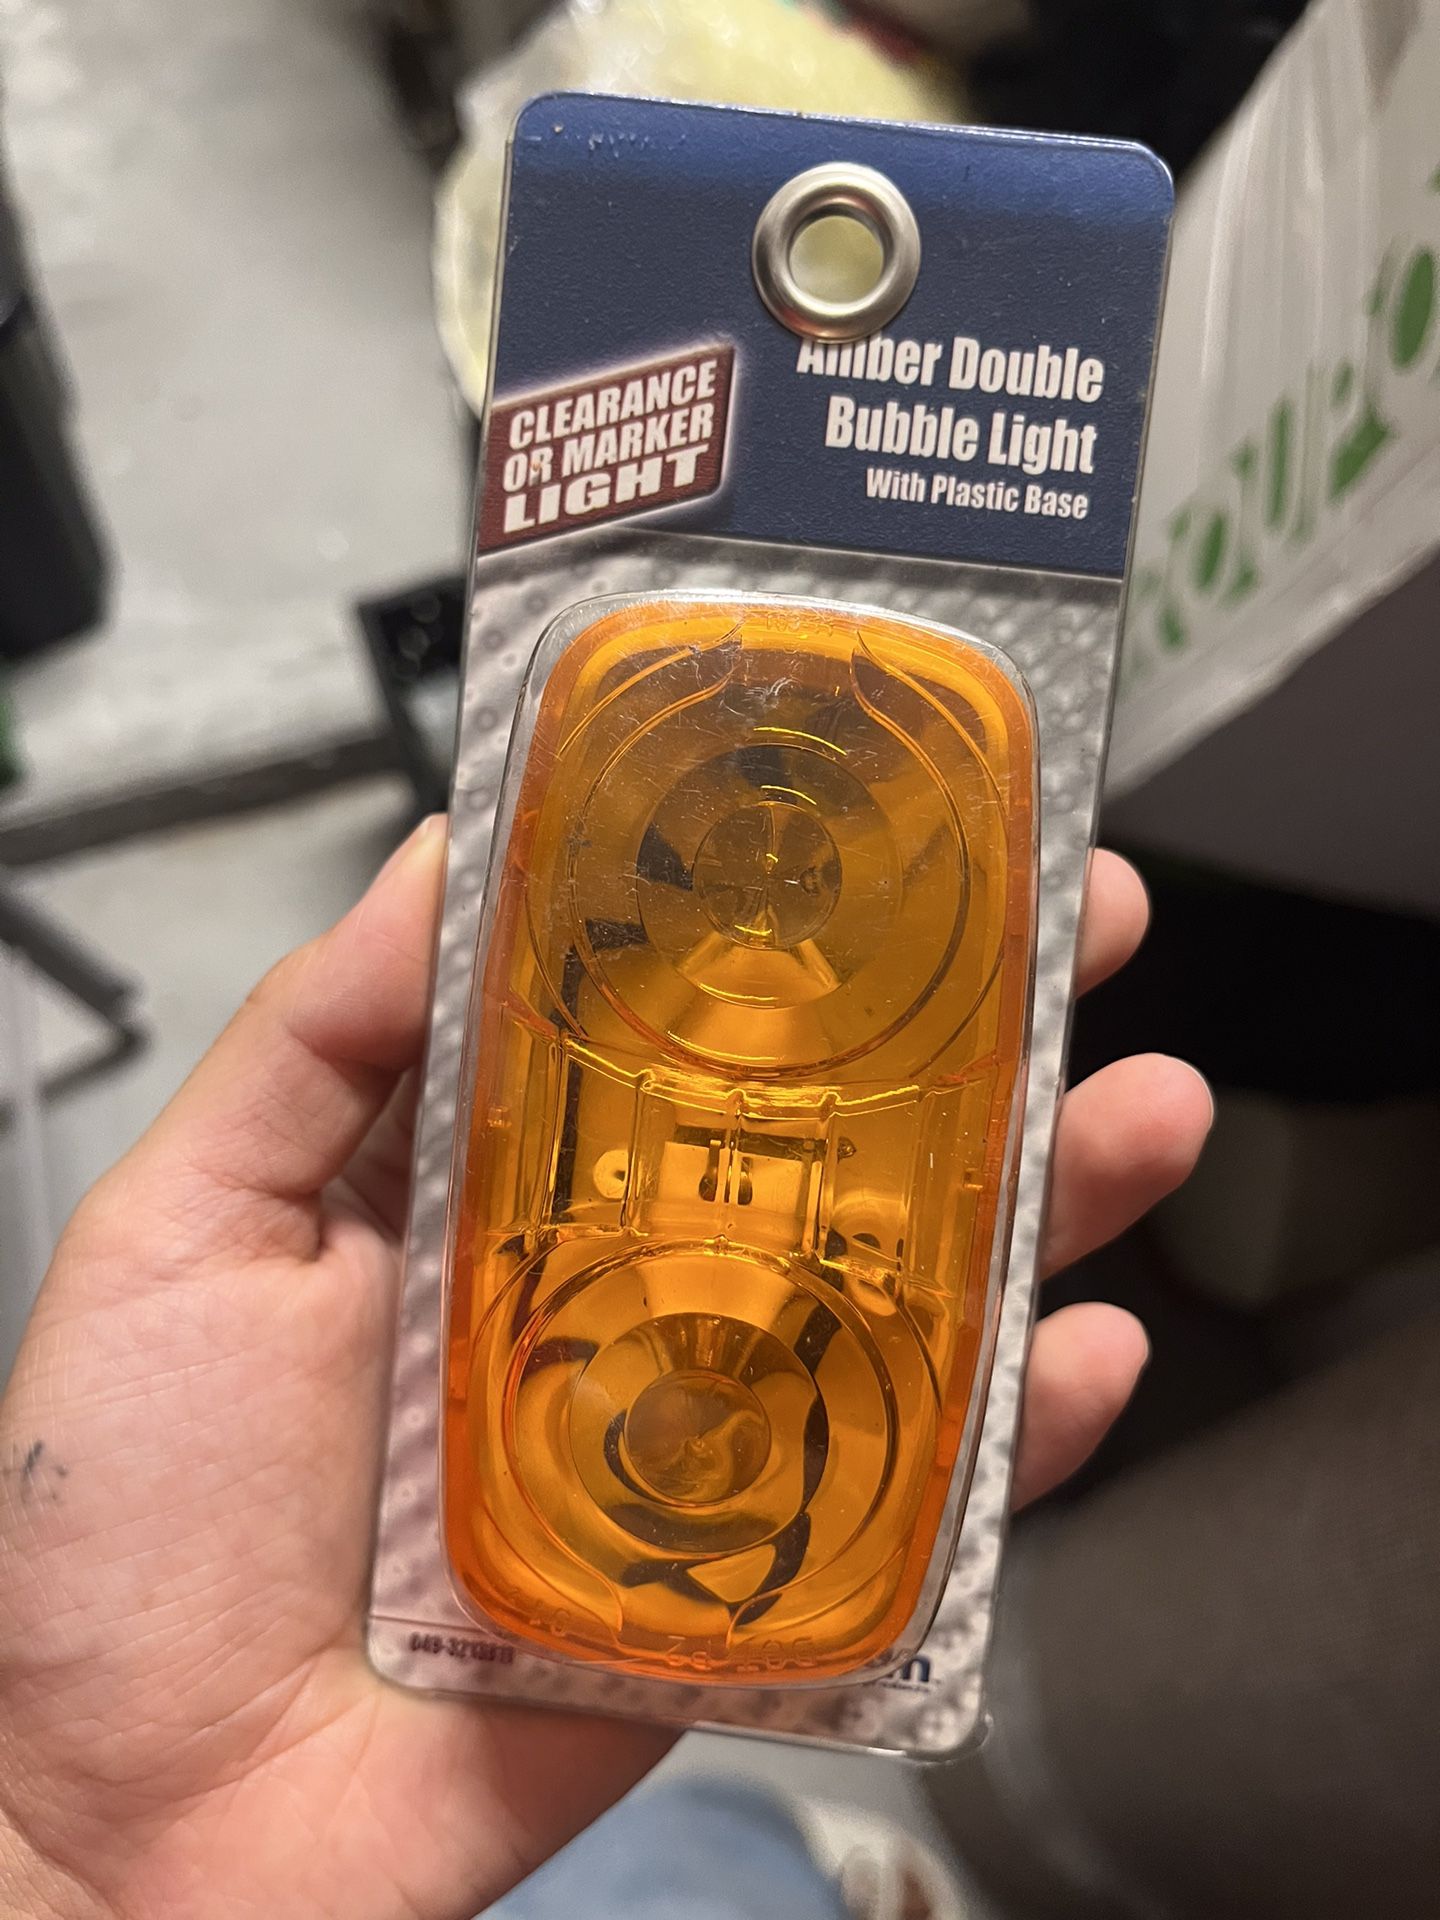 Amber Double
Bubble Light
With Plastic Base
CLEARANCE
OR MARKER
LIGHT